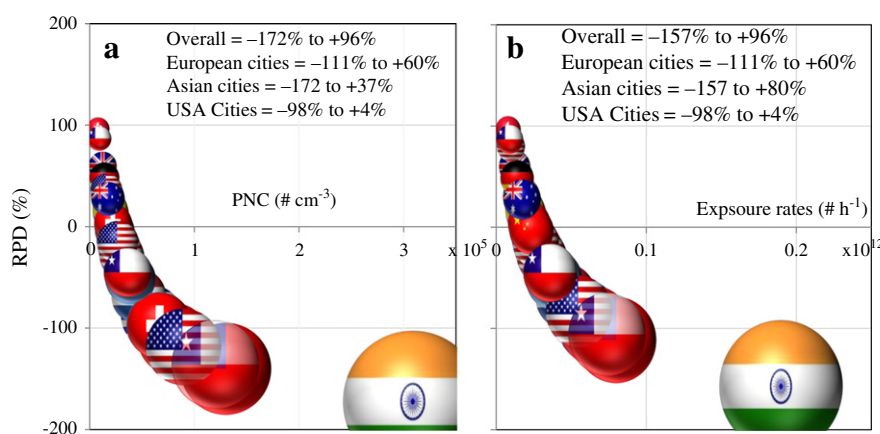 a
Overall = –172% to +96%
European cities = –111% to +60%
Asian cities = –172 to +37%
USA Cities = –98% to +4%
PNC (# cm-3)
RPD (%)
200
100
0
-100
-200
0 1 2 3 x 10⁵
b
Overall = –157% to +96%
European cities = –111% to +60%
Asian cities = –157 to +80%
USA Cities = –98% to +4%
Expsoure rates (# h-1)
0 0.1 0.2 x10¹²